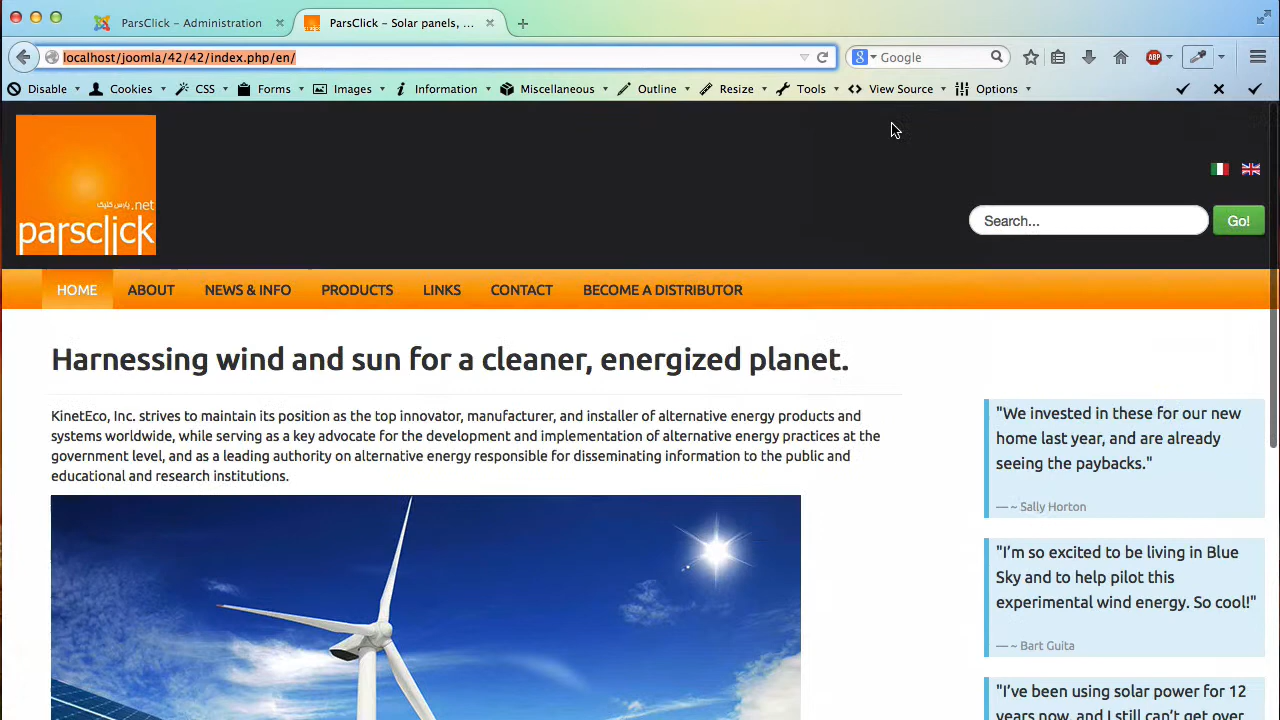 ParsClick - Administration
ParsClick - Solar panels, ...
localhost/joomla/42/42/index.php/en/
Google
ABP
Disable
Cookies
CSS
Forms
Images
Information
Miscellaneous
Outline
Resize
Tools
View Source
Options
پارس کلیک .net
parsclick
Search...
Go!
HOME
ABOUT
NEWS & INFO
PRODUCTS
LINKS
CONTACT
BECOME A DISTRIBUTOR
Harnessing wind and sun for a cleaner, energized planet.
KinetEco, Inc. strives to maintain its position as the top innovator, manufacturer, and installer of alternative energy products and
systems worldwide, while serving as a key advocate for the development and implementation of alternative energy practices at the
government level, and as a leading authority on alternative energy responsible for disseminating information to the public and
educational and research institutions.
"We invested in these for our new
home last year, and are already
seeing the paybacks."
— ~ Sally Horton
"I'm so excited to be living in Blue
Sky and to help pilot this
experimental wind energy. So cool!"
— ~ Bart Guita
"I've been using solar power for 12
years now, and I still can't get over